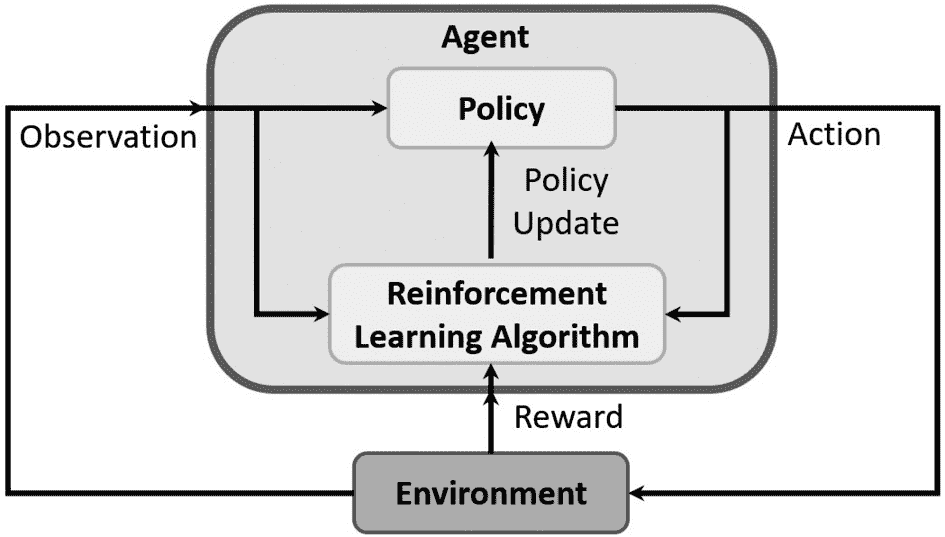 Agent
Policy
Observation
Action
Policy
Update
Reinforcement
Learning Algorithm
Reward
Environment